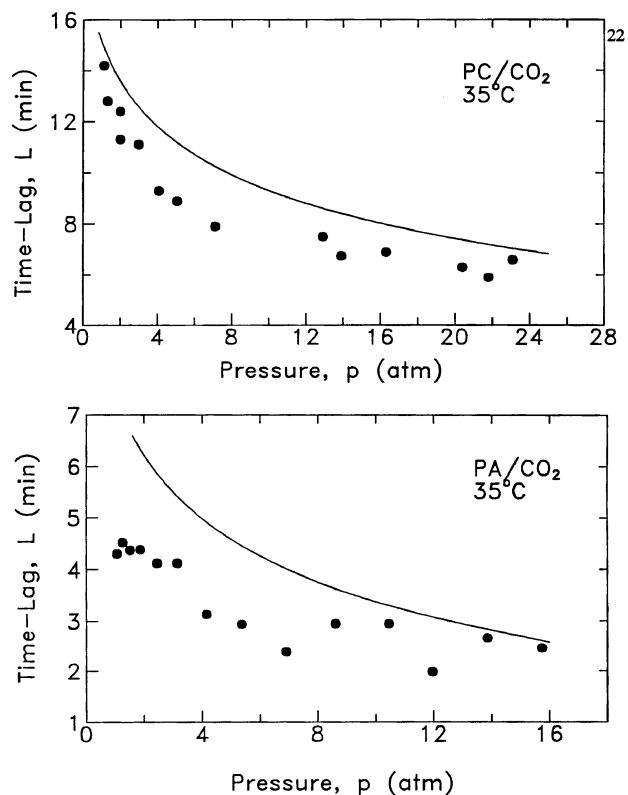 16
22
PC/CO₂
35°C
12
8
4
Time-Lag, L (min)
0 4 8 12 16 20 24 28
Pressure, p (atm)
7
6
PA/CO₂
35°C
5
4
3
2
1
Time-Lag, L (min)
0 4 8 12 16
Pressure, p (atm)